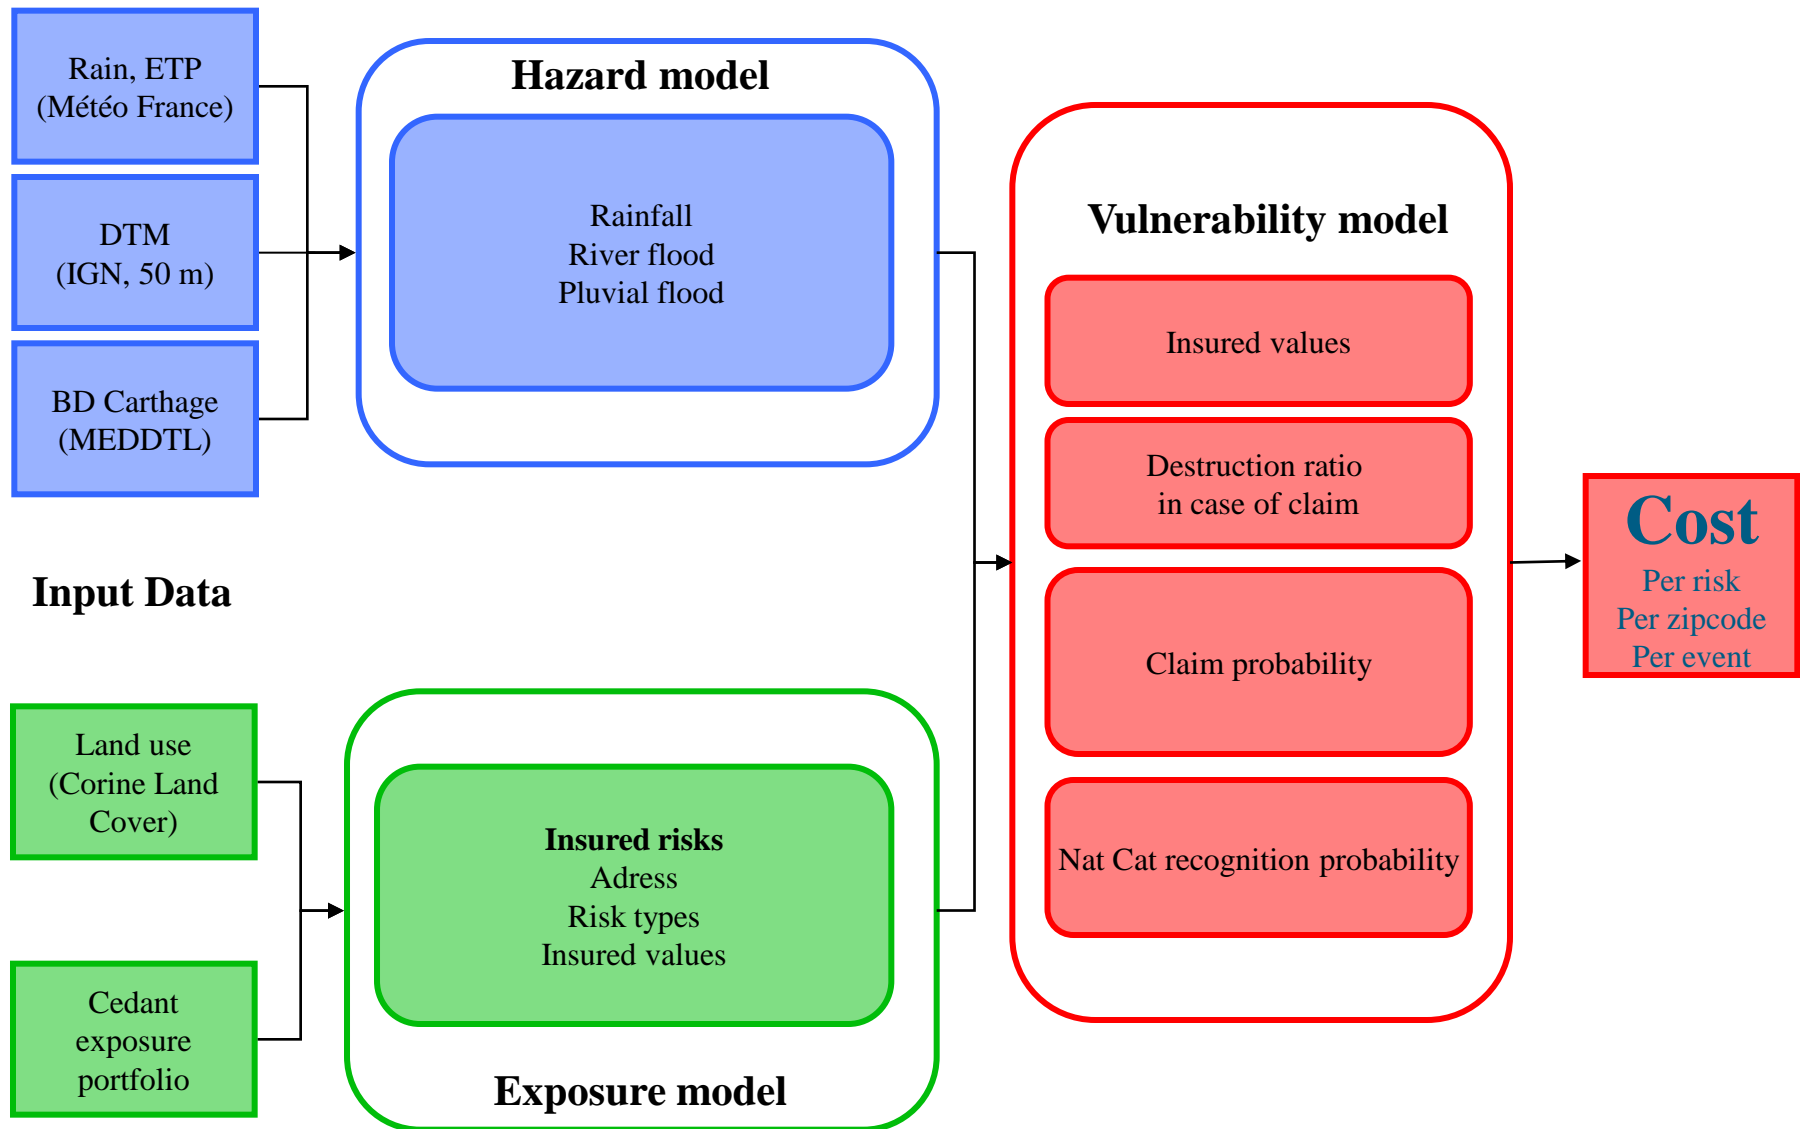 Rain, ETP
(Météo France)
DTM
(IGN, 50 m)
BD Carthage
(MEDDTL)
Hazard model
Rainfall
River flood
Pluvial flood
Input Data
Land use
(Corine Land
Cover)
Cedant
exposure
portfolio
Insured risks
Adress
Risk types
Insured values
Exposure model
Vulnerability model
Insured values
Destruction ratio
in case of claim
Claim probability
Nat Cat recognition probability
Cost
Per risk
Per zipcode
Per event